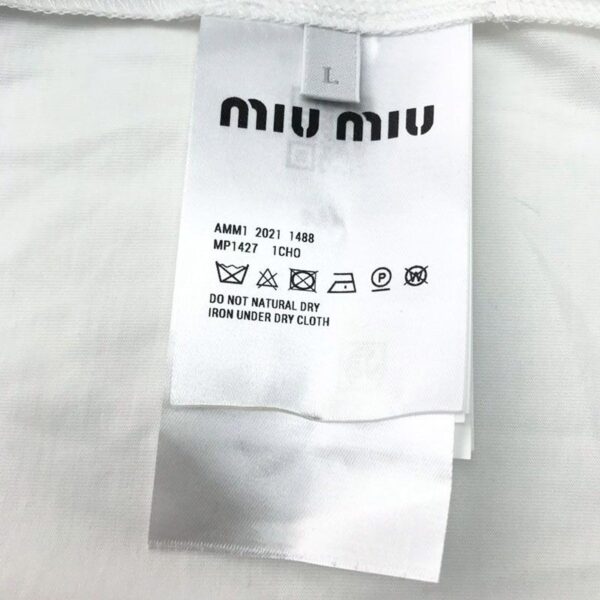 L
miu miu
AMM1 2021 1488
MP1427 1CHO
P W
DO NOT NATURAL DRY
IRON UNDER DRY CLOTH